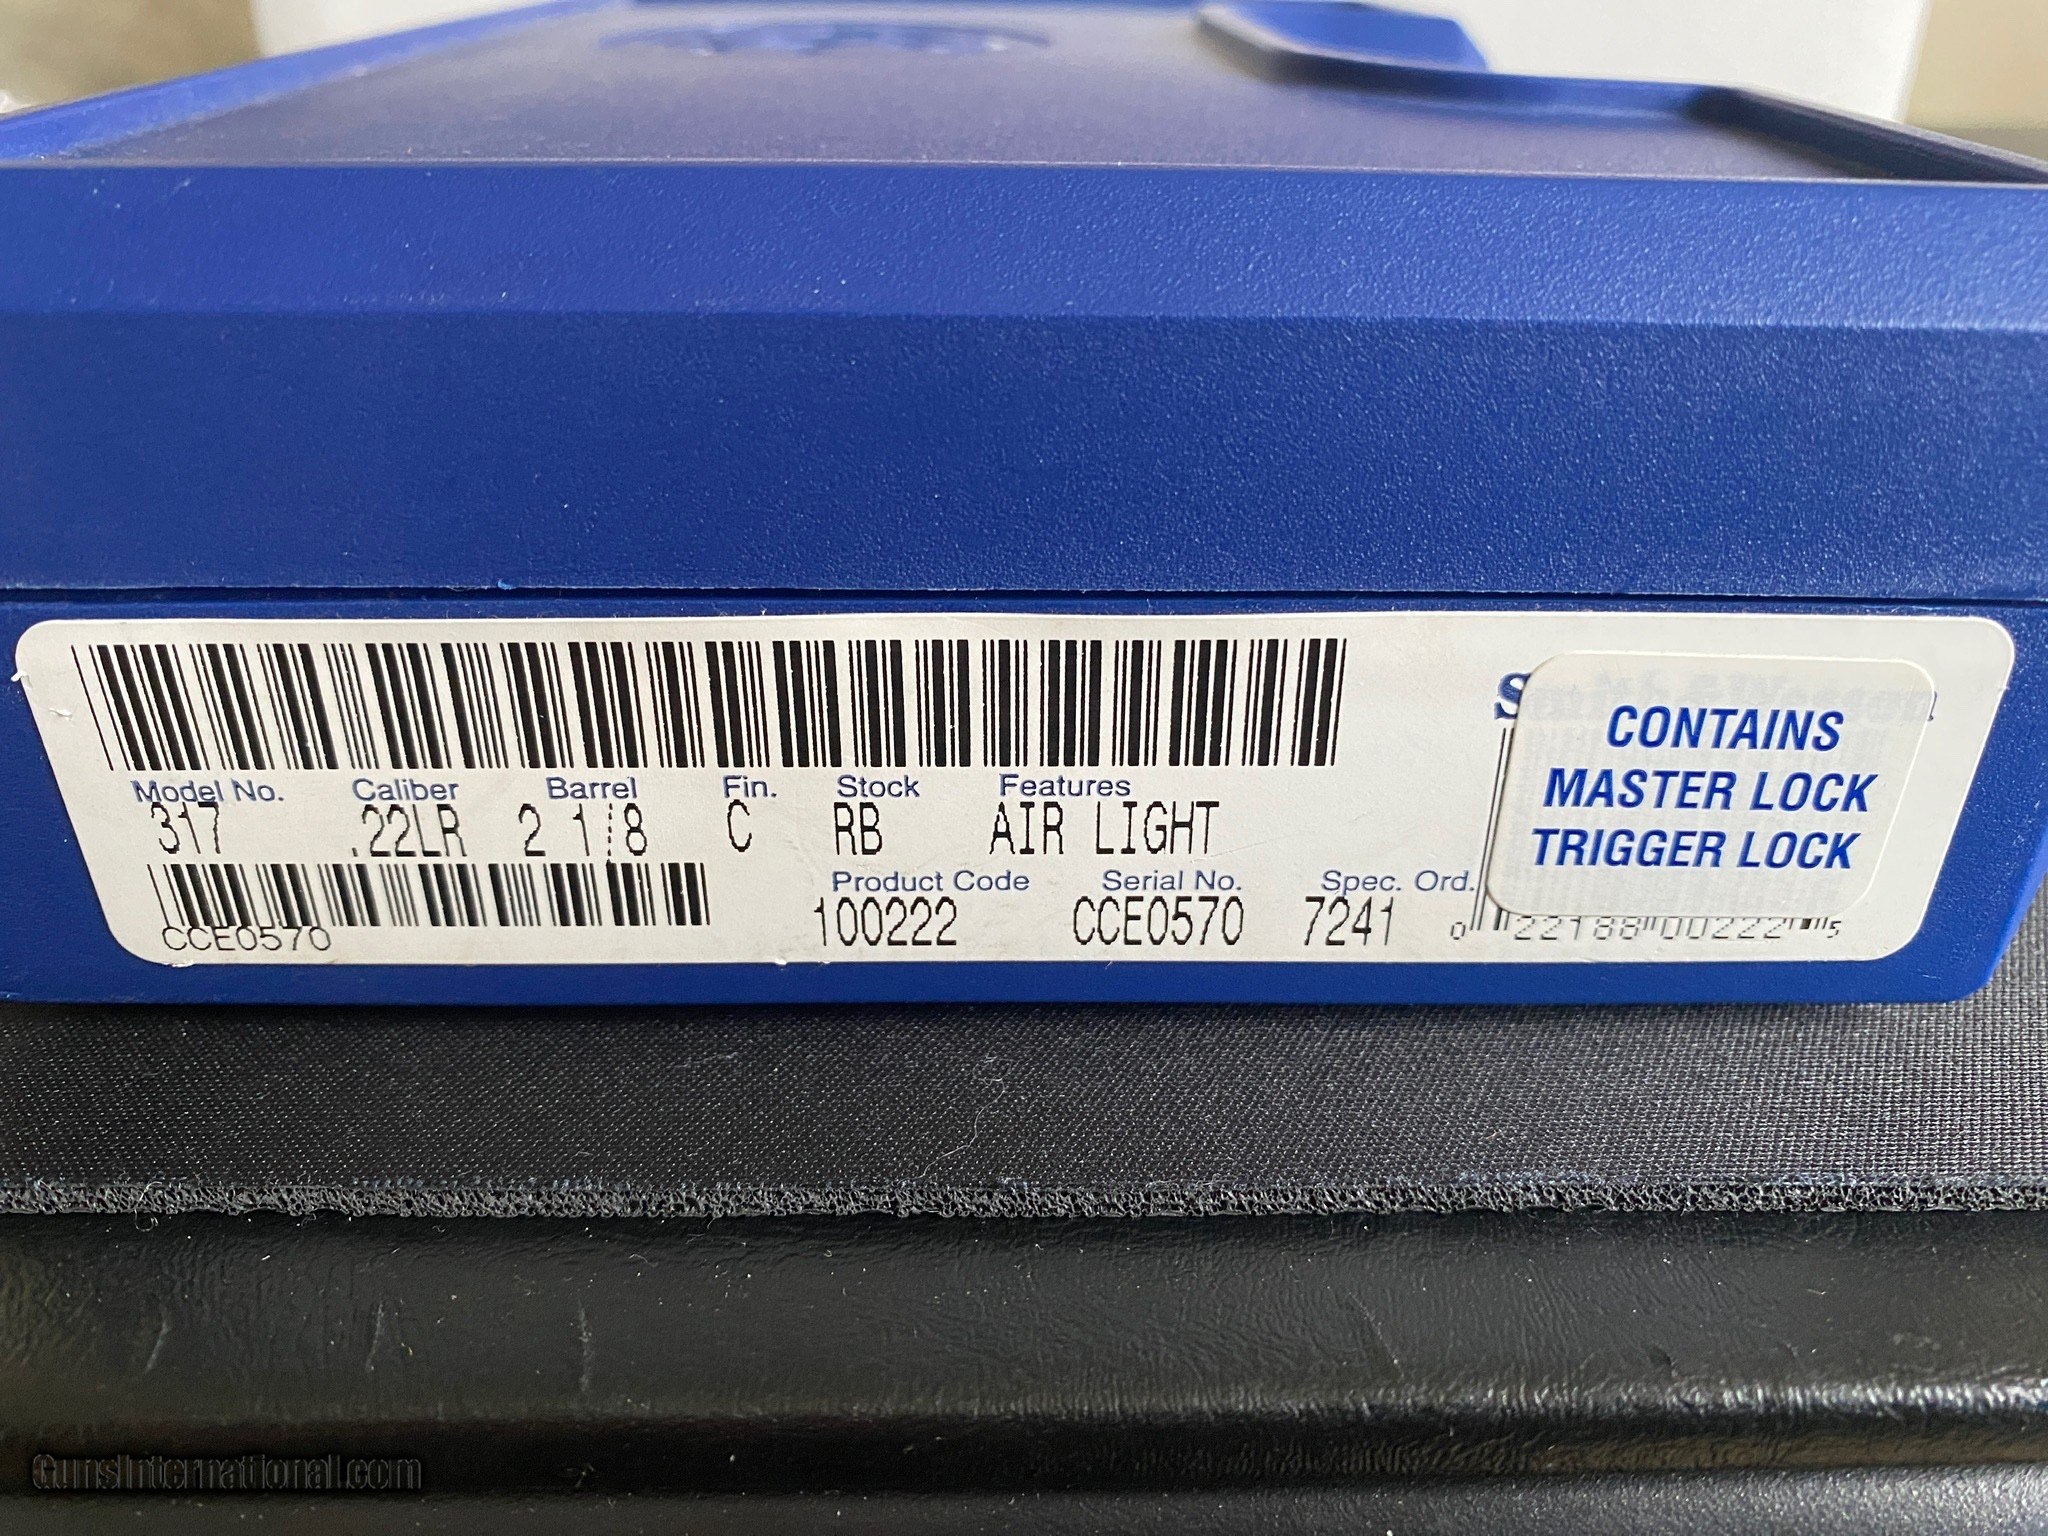 Model No. Caliber Barrel Fin. Stock Features
317 .22LR 2 1/8 C RB AIR LIGHT
Product Code Serial No. Spec. Ord.
CCE0570 100222 CCE0570 7241 0 22188 00222 5
CONTAINS
MASTER LOCK
TRIGGER LOCK
GunsInternational.com